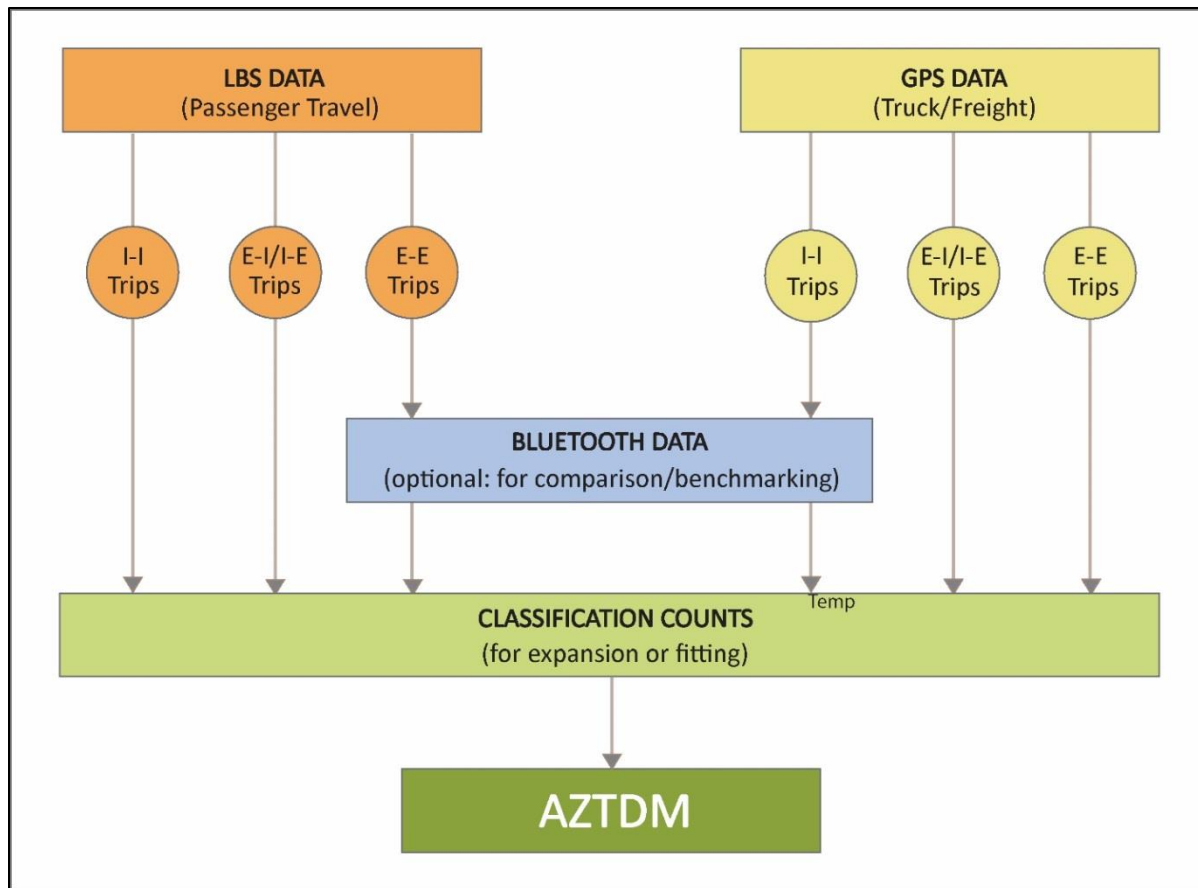 LBS DATA
(Passenger Travel)
GPS DATA
(Truck/Freight)
I-I
Trips
E-I/I-E
Trips
E-E
Trips
I-I
Trips
E-I/I-E
Trips
E-E
Trips
BLUETOOTH DATA
(optional: for comparison/benchmarking)
Temp
CLASSIFICATION COUNTS
(for expansion or fitting)
AZTDM